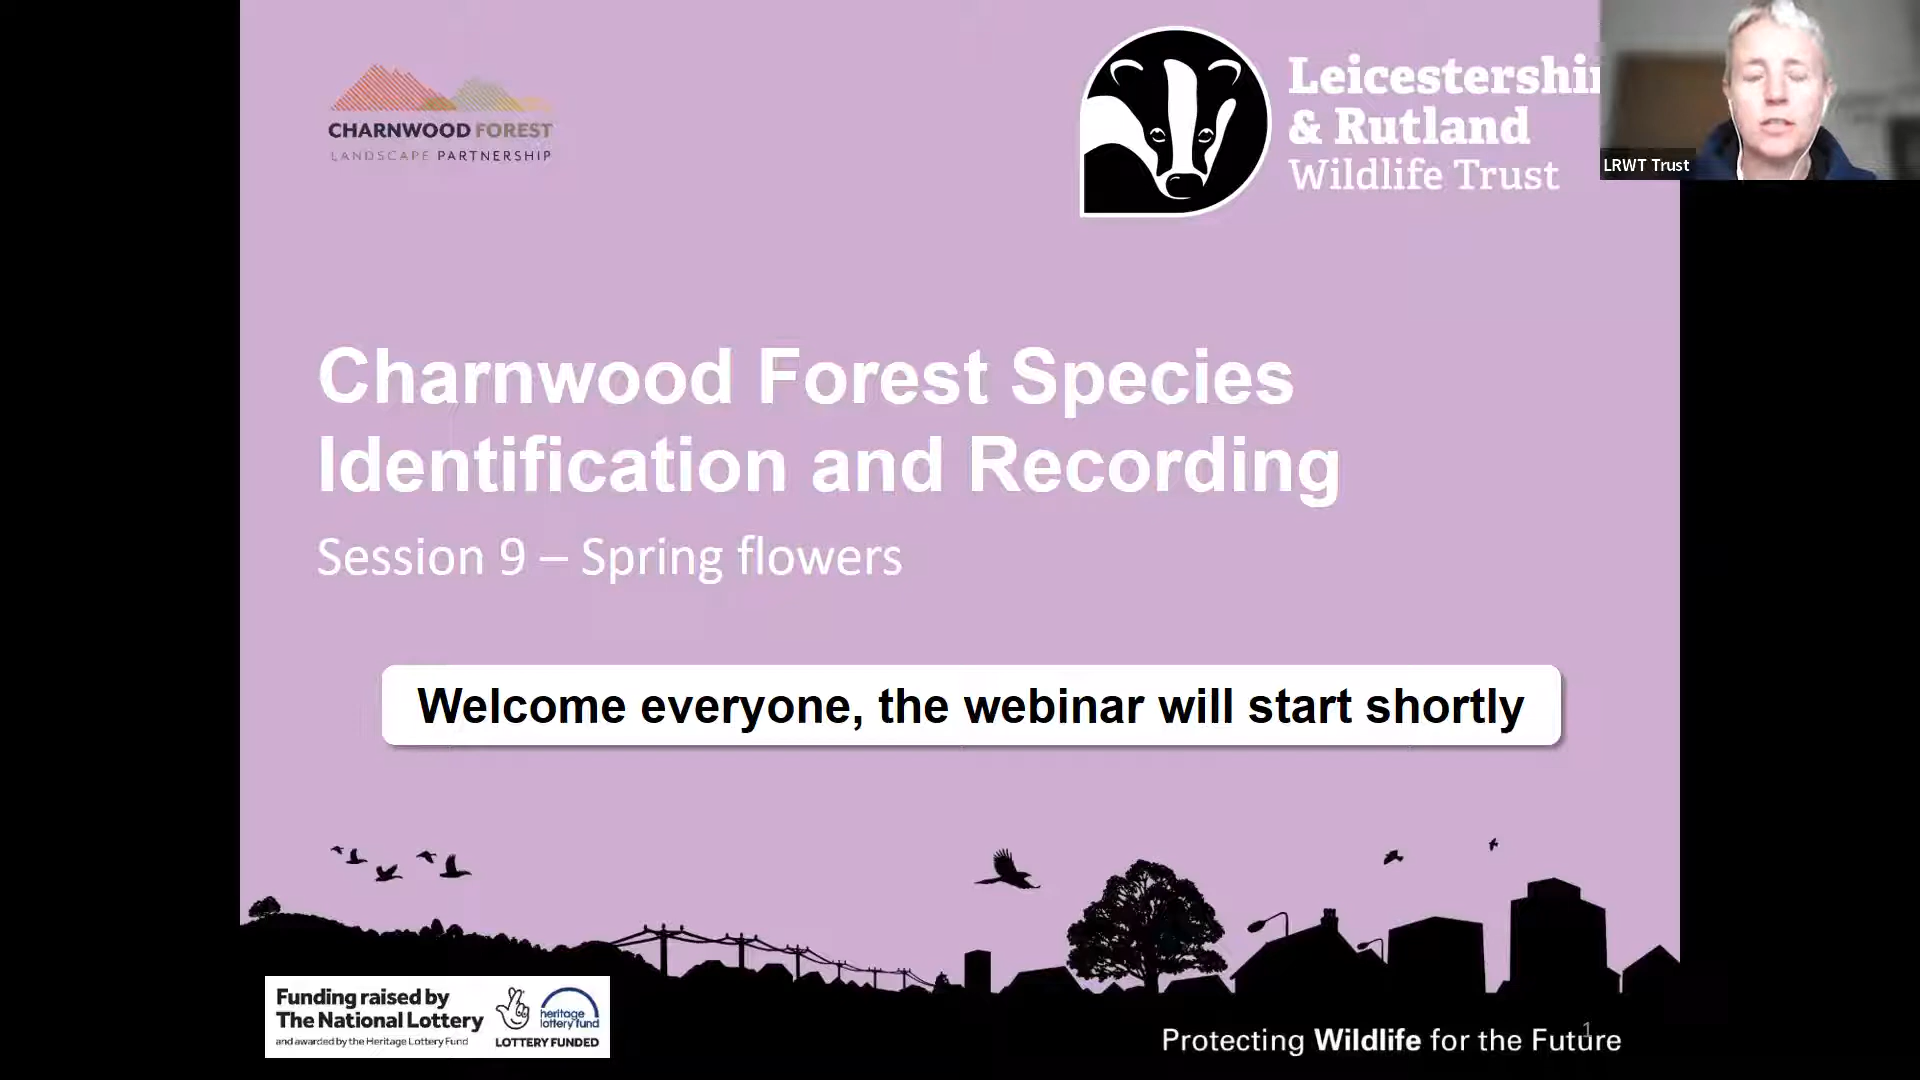 CHARNWOOD FOREST
LANDSCAPE PARTNERSHIP
Leicestershi
& Rutland
Wildlife Trust
LRWT Trust
Charnwood Forest Species
Identification and Recording
Session 9 – Spring flowers
Welcome everyone, the webinar will start shortly
Funding raised by
The National Lottery
and awarded by the Heritage Lottery Fund
heritage
lottery fund
LOTTERY FUNDED
Protecting Wildlife for the Future
1